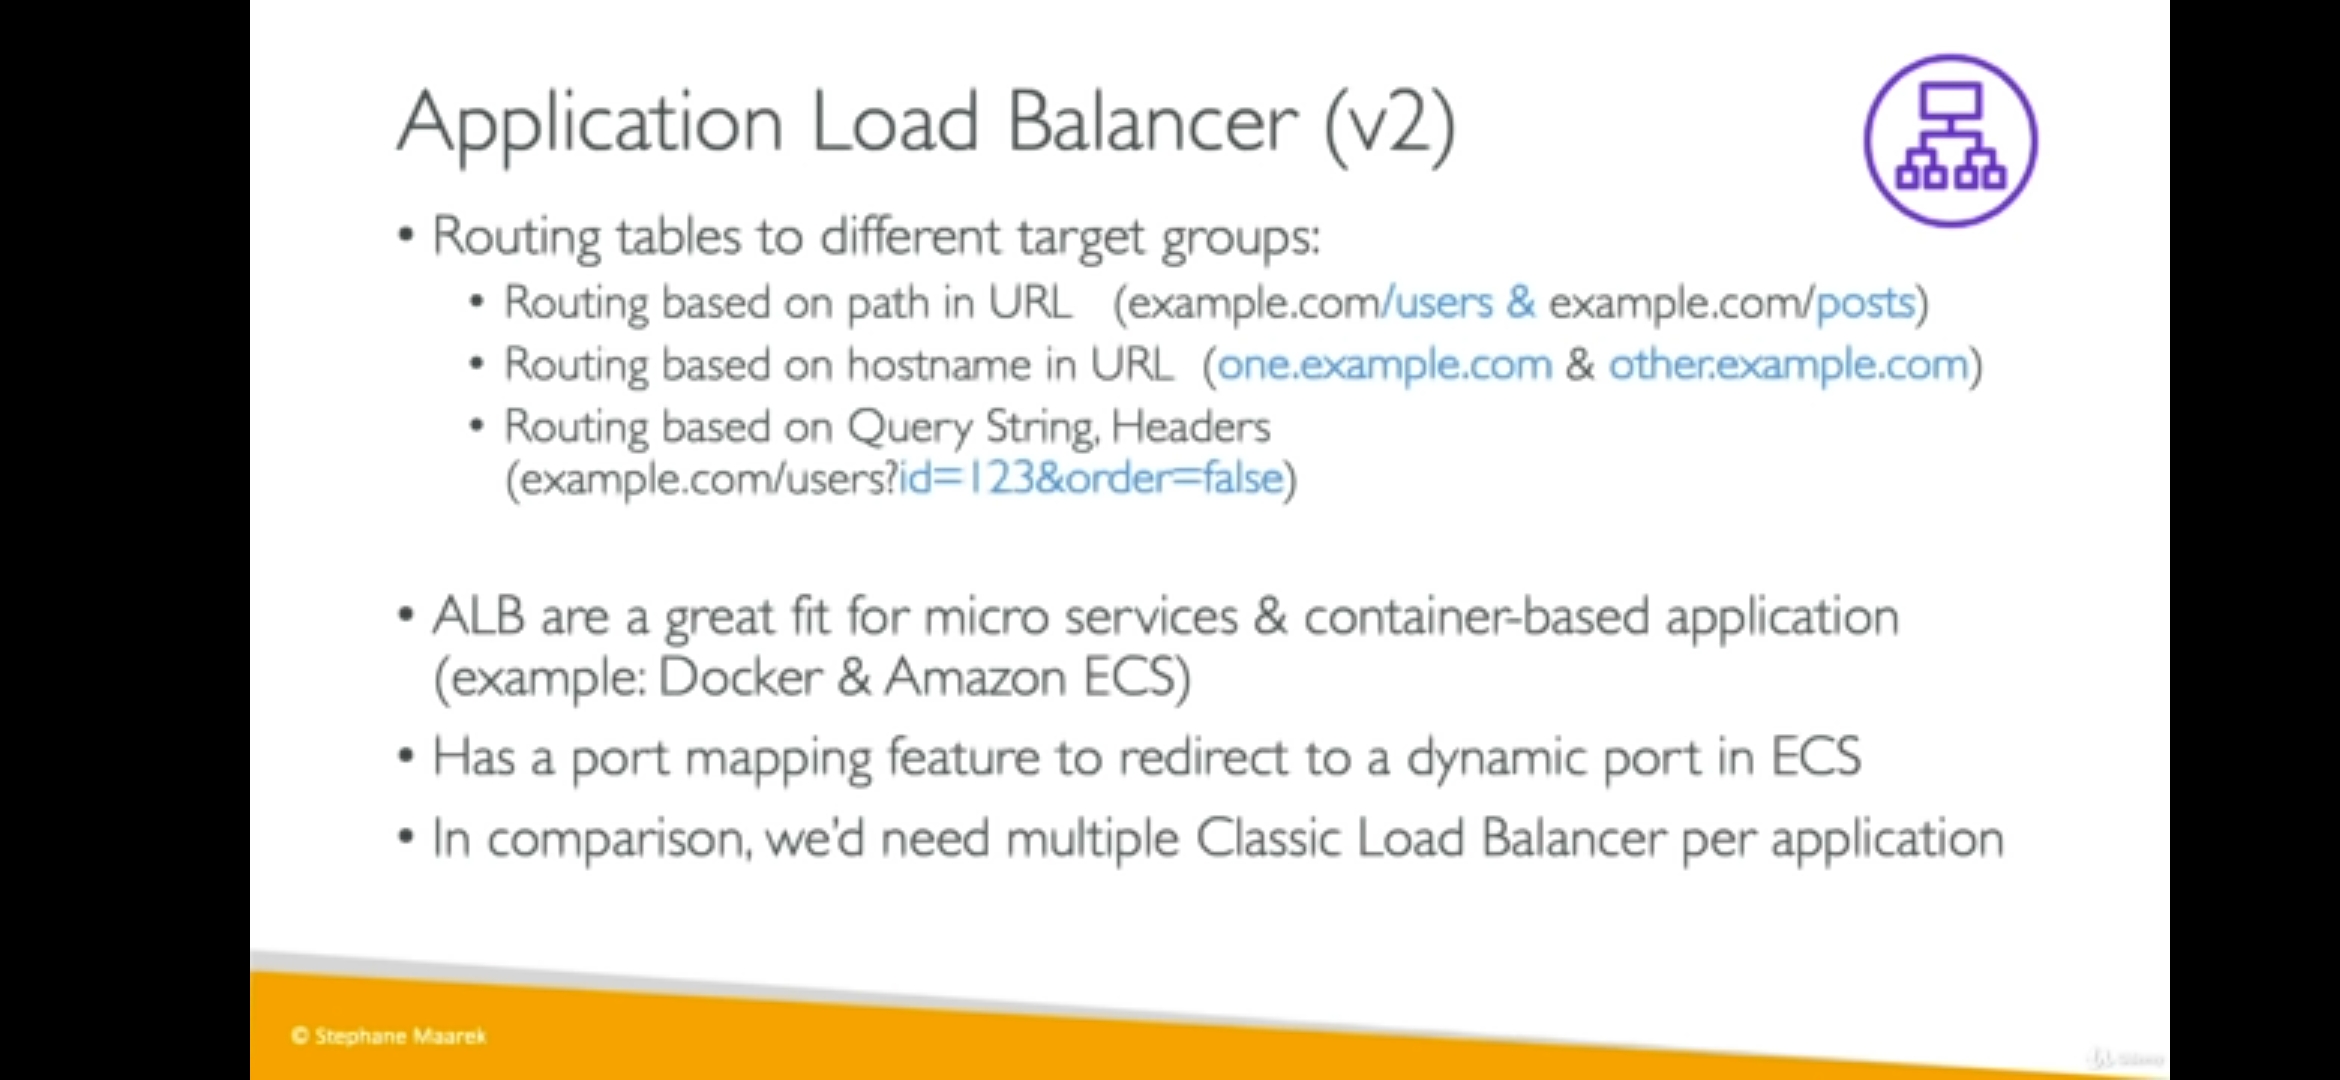 Application Load Balancer (v2)
• Routing tables to different target groups:
• Routing based on path in URL (example.com/users & example.com/posts)
• Routing based on hostname in URL (one.example.com & other.example.com)
• Routing based on Query String, Headers
(example.com/users?id=123&order=false)
• ALB are a great fit for micro services & container-based application
(example: Docker & Amazon ECS)
• Has a port mapping feature to redirect to a dynamic port in ECS
• In comparison, we'd need multiple Classic Load Balancer per application
© Stephane Maarek